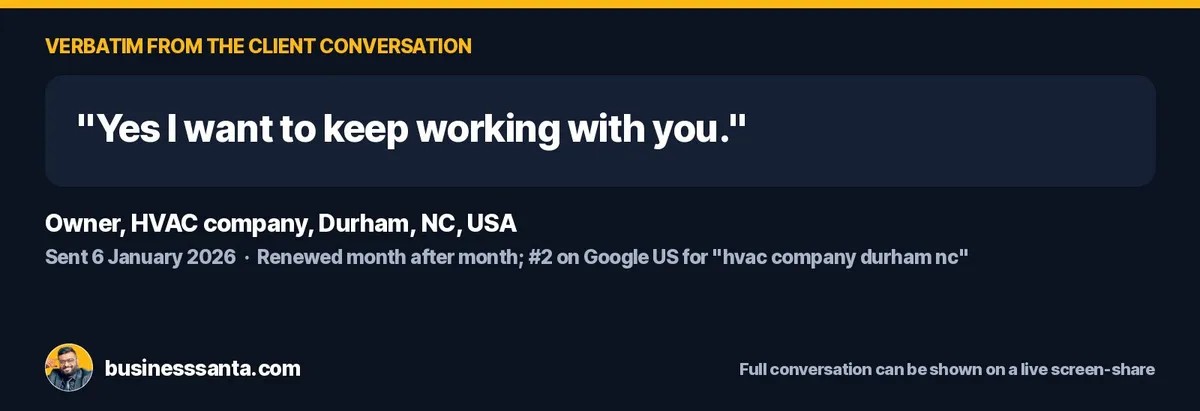 VERBATIM FROM THE CLIENT CONVERSATION
"Yes I want to keep working with you."
Owner, HVAC company, Durham, NC, USA
Sent 6 January 2026 · Renewed month after month; #2 on Google US for "hvac company durham nc"
businesssanta.com
Full conversation can be shown on a live screen-share